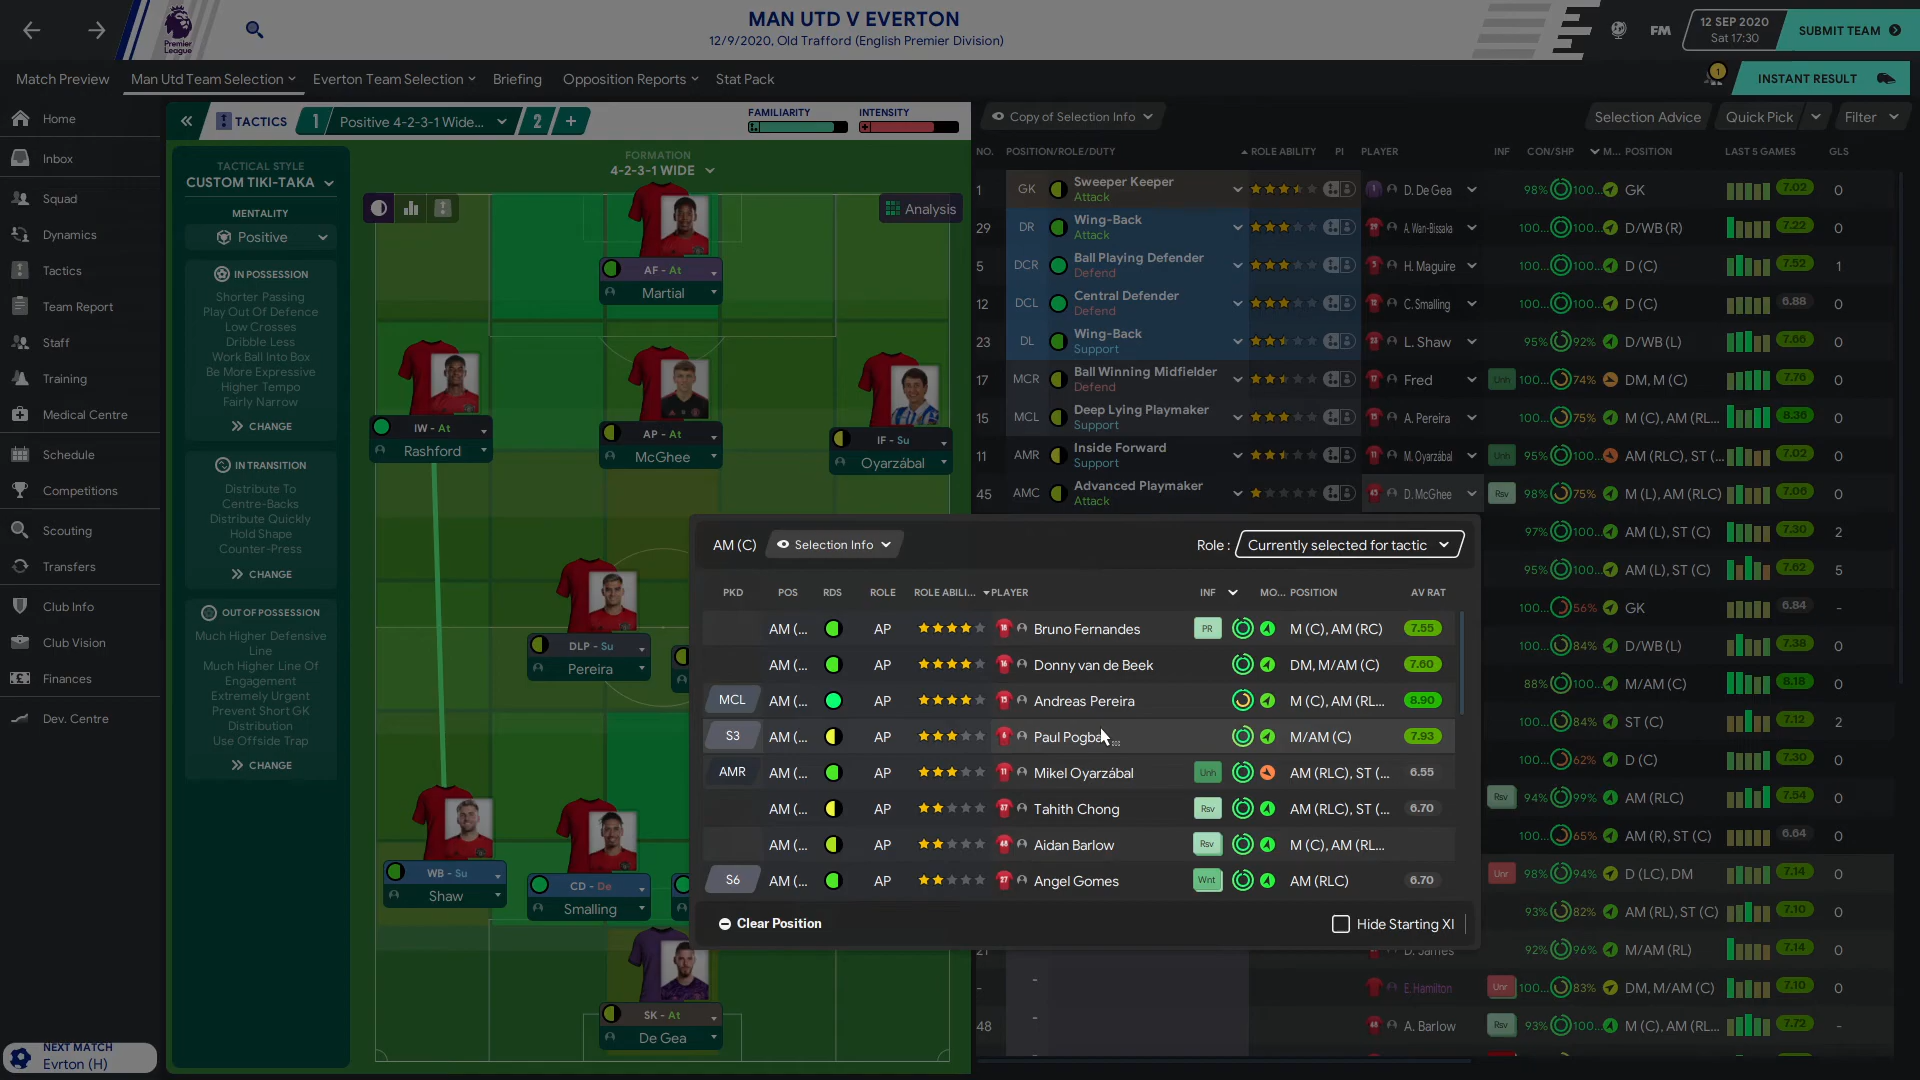 MAN UTD V EVERTON
12/9/2020, Old Trafford (English Premier Division)
Premier League
FM
12 SEP 2020
Sat 17:30
SUBMIT TEAM
Match Preview
Man Utd Team Selection
Everton Team Selection
Briefing
Opposition Reports
Stat Pack
1
INSTANT RESULT
Home
Inbox
Squad
Dynamics
Tactics
Team Report
Staff
Training
Medical Centre
Schedule
Competitions
Scouting
Transfers
Club Info
Club Vision
Finances
Dev. Centre
NEXT MATCH
Evrton (H)
TACTICS
1
Positive 4-2-3-1 Wide...
2
+
FAMILIARITY
INTENSITY
TACTICAL STYLE
CUSTOM TIKI-TAKA
MENTALITY
Positive
IN POSSESSION
Shorter Passing
Play Out Of Defence
Low Crosses
Dribble Less
Work Ball Into Box
Be More Expressive
Higher Tempo
Fairly Narrow
CHANGE
IN TRANSITION
Distribute To
Centre-Backs
Distribute Quickly
Hold Shape
Counter-Press
CHANGE
OUT OF POSSESSION
Much Higher Defensive
Line
Much Higher Line Of
Engagement
Extremely Urgent
Prevent Short GK
Distribution
Use Offside Trap
CHANGE
FORMATION
4-2-3-1 WIDE
Analysis
AF - At
Martial
IW - At
Rashford
AP - At
McGhee
IF - Su
Oyarzábal
DLP - Su
Pereira
WB - Su
Shaw
CD - De
Smalling
SK - At
De Gea
Copy of Selection Info
Selection Advice
Quick Pick
Filter
NO. POSITION/ROLE/DUTY ROLE ABILITY PI PLAYER INF CON/SHP M... POSITION LAST 5 GAMES GLS
1 GK Sweeper Keeper Attack D. De Gea 98% 100... GK 7.02 0
29 DR Wing-Back Attack A. Wan-Bissaka 100... 100... D/WB (R) 7.22 0
5 DCR Ball Playing Defender Defend H. Maguire 100... 100... D (C) 7.52 1
12 DCL Central Defender Defend C. Smalling 100... 100... D (C) 6.88 0
23 DL Wing-Back Support L. Shaw 95% 92% D/WB (L) 7.66 0
17 MCR Ball Winning Midfielder Defend Fred Unh 100... 74% DM, M (C) 7.76 0
15 MCL Deep Lying Playmaker Support A. Pereira 100... 75% M (C), AM (RL... 8.36 0
11 AMR Inside Forward Support M. Oyarzábal Unh 95% 100... AM (RLC), ST (... 7.02 0
45 AMC Advanced Playmaker Attack D. McGhee Rsv 98% 75% M (L), AM (RLC) 7.06 0
97% 100... AM (L), ST (C) 7.30 2
100... 100... AM (L), ST (C) 7.62 5
100... 56% GK 6.84 -
100... 84% D/WB (L) 7.38 0
88% 100... M/AM (C) 8.18 0
100... 84% ST (C) 7.12 2
100... 62% D (C) 7.30 0
Rsv 94% 99% AM (RLC) 7.54 0
100... 65% AM (R), ST (C) 6.64 0
Unr 98% 94% D (LC), DM 7.14 0
93% 82% AM (RL), ST (C) 7.10 0
21 - D. James 92% 96% M/AM (RL) 7.14 0
- - E. Hamilton Unr 100... 83% DM, M/AM (C) 7.10 0
48 - A. Barlow Rsv 93% 100... M (C), AM (RL... 7.72 -
AM (C)
Selection Info
Role : Currently selected for tactic
PKD POS RDS ROLE ROLE ABILI... PLAYER INF MO... POSITION AV RAT
AM (... AP Bruno Fernandes PR M (C), AM (RC) 7.55
AM (... AP Donny van de Beek DM, M/AM (C) 7.60
MCL AM (... AP Andreas Pereira M (C), AM (RL... 8.90
S3 AM (... AP Paul Pogba M/AM (C) 7.93
AMR AM (... AP Mikel Oyarzábal Unh AM (RLC), ST (... 6.55
AM (... AP Tahith Chong Rsv AM (RLC), ST (... 6.70
AM (... AP Aidan Barlow Rsv M (C), AM (RL...
S6 AM (... AP Angel Gomes Wnt AM (RLC) 6.70
Clear Position
Hide Starting XI